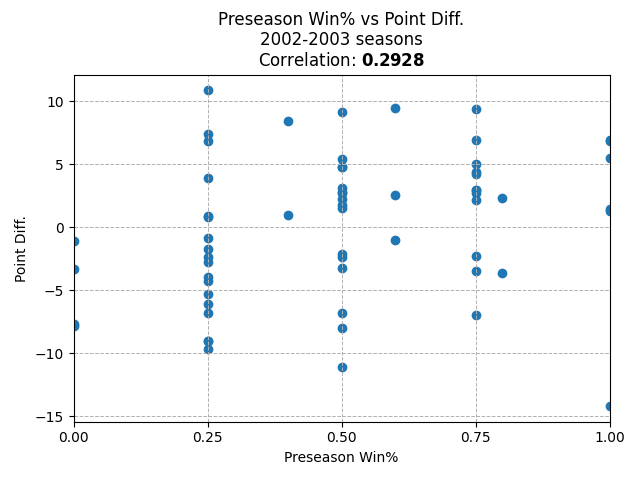 Preseason Win% vs Point Diff.
2002-2003 seasons
Correlation: 0.2928
Point Diff.
10
5
0
−5
−10
−15
0.00 0.25 0.50 0.75 1.00
Preseason Win%